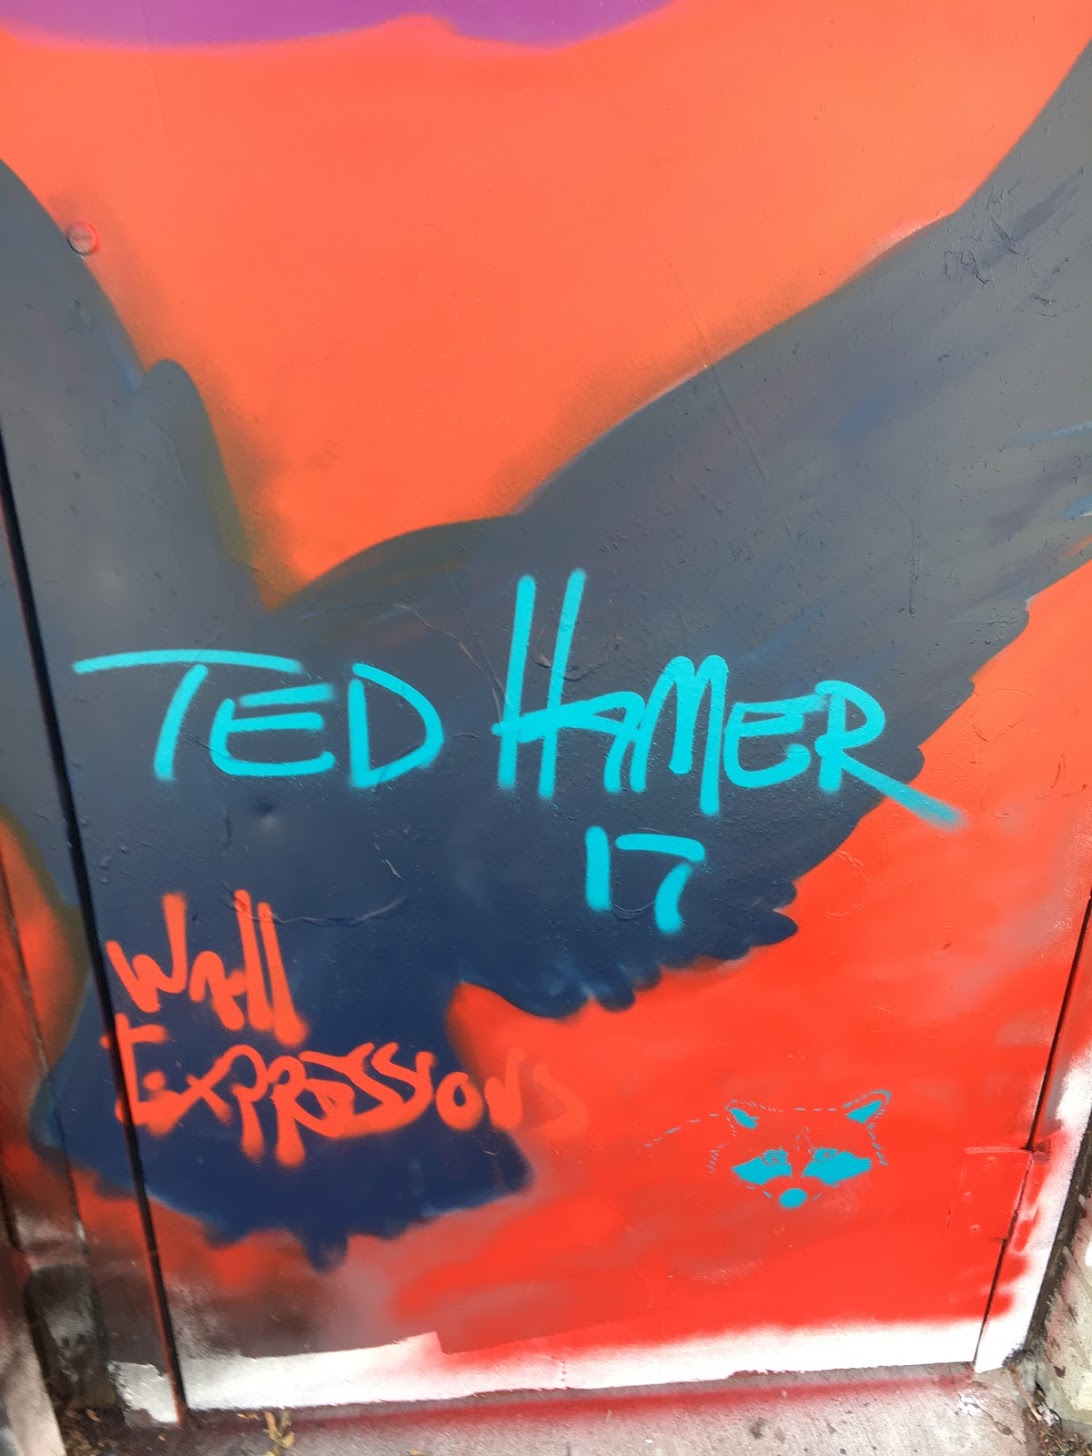 TED HAMER
17
Wall
Expressions